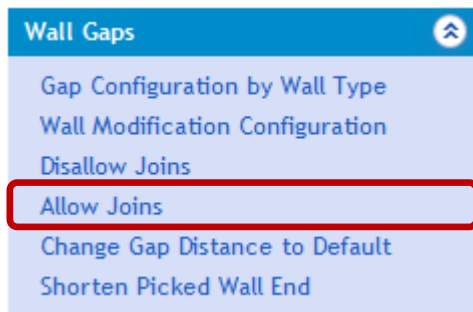 Wall Gaps
Gap Configuration by Wall Type
Wall Modification Configuration
Disallow Joins
Allow Joins
Change Gap Distance to Default
Shorten Picked Wall End